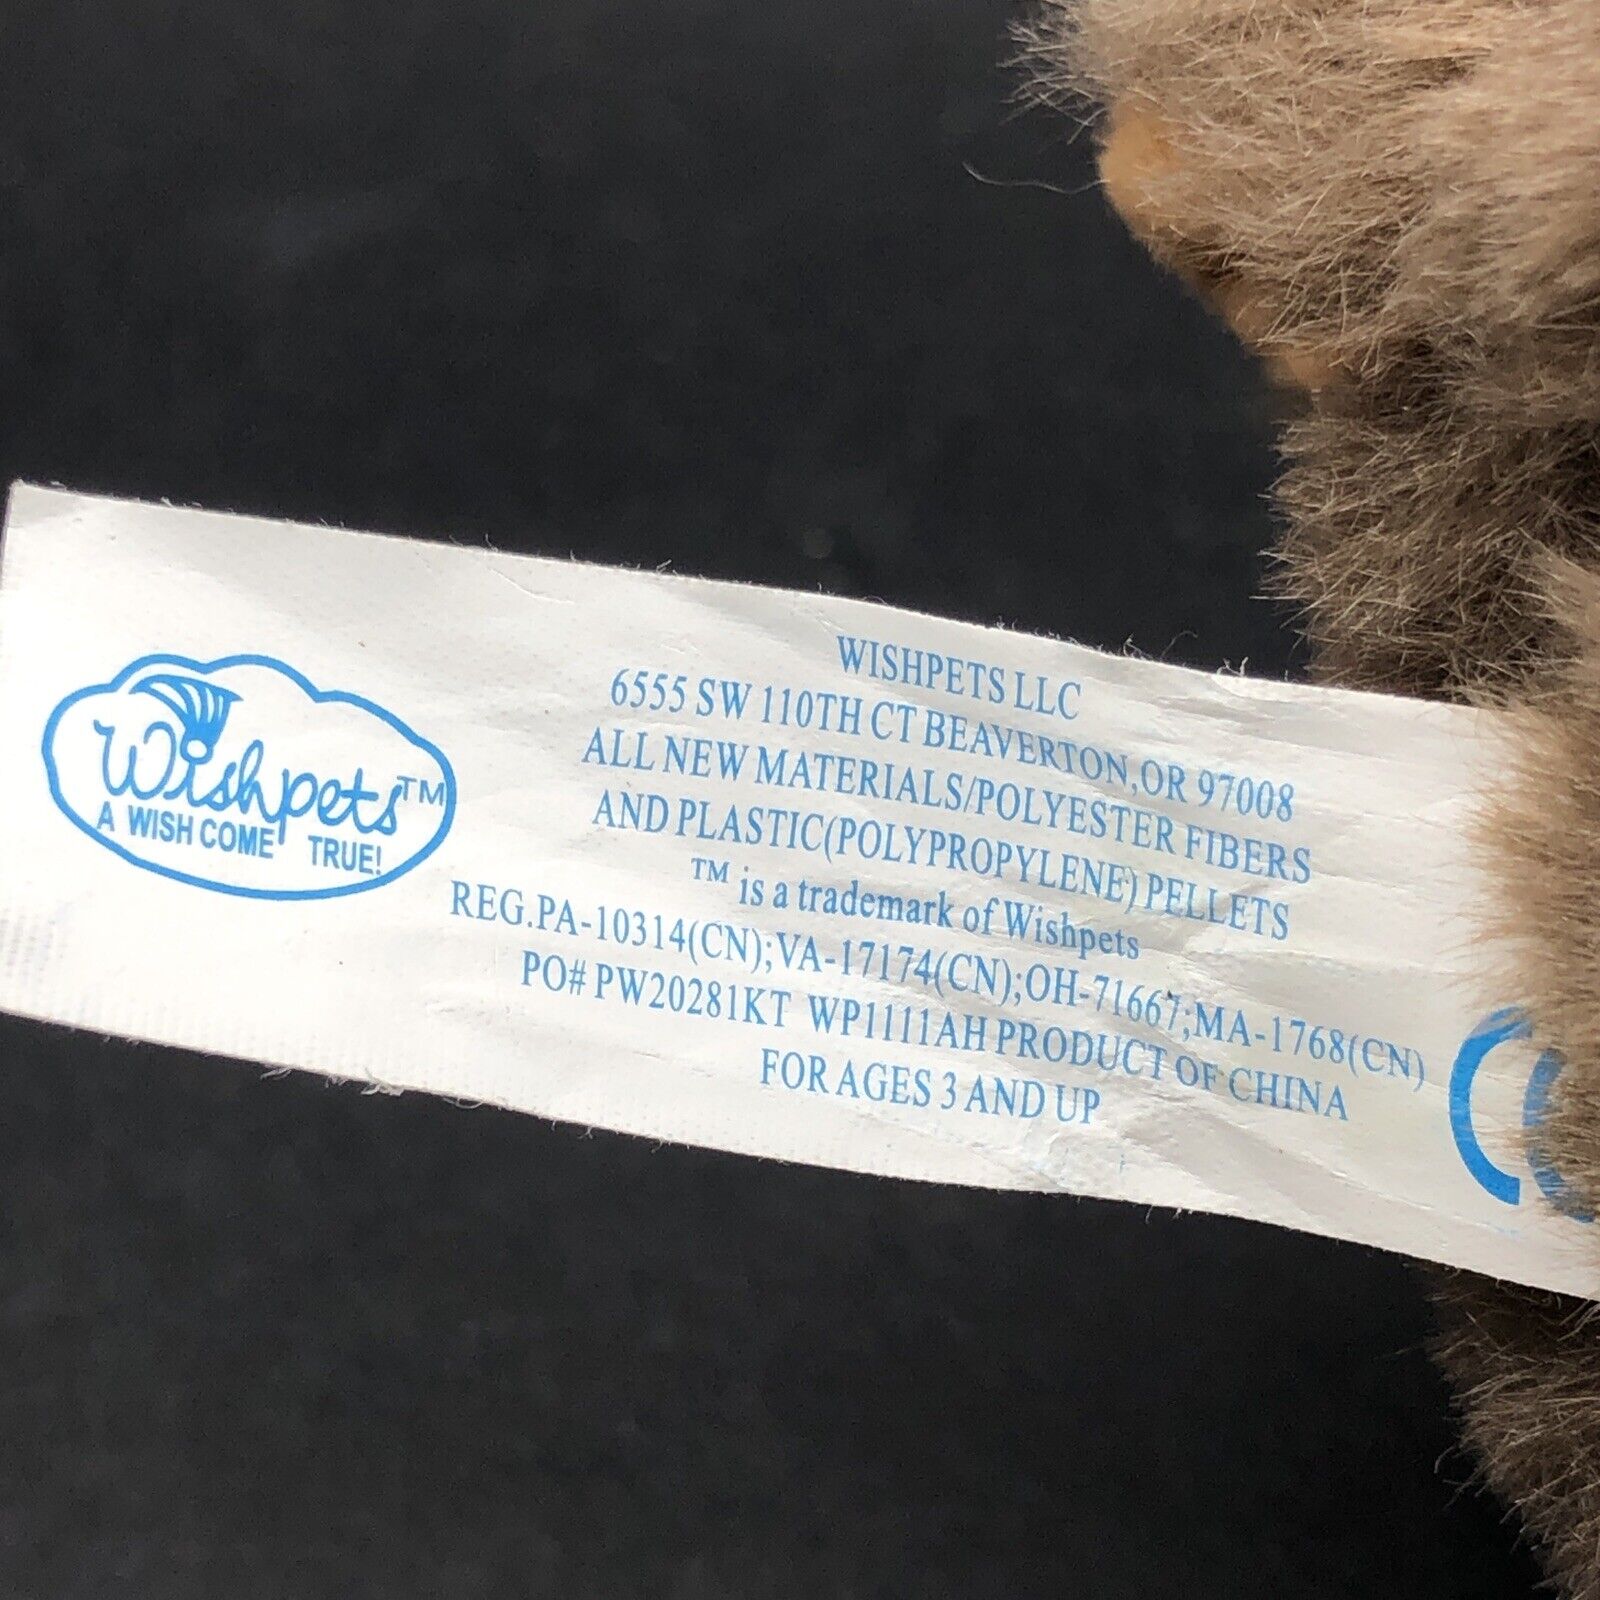 Wishpets™
A WISH COME TRUE!
WISHPETS LLC
6555 SW 110TH CT BEAVERTON,OR 97008
ALL NEW MATERIALS/POLYESTER FIBERS
AND PLASTIC(POLYPROPYLENE) PELLETS
™ is a trademark of Wishpets
REG.PA-10314(CN);VA-17174(CN);OH-71667;MA-1768(CN)
PO# PW20281KT WP1111AH PRODUCT OF CHINA
FOR AGES 3 AND UP